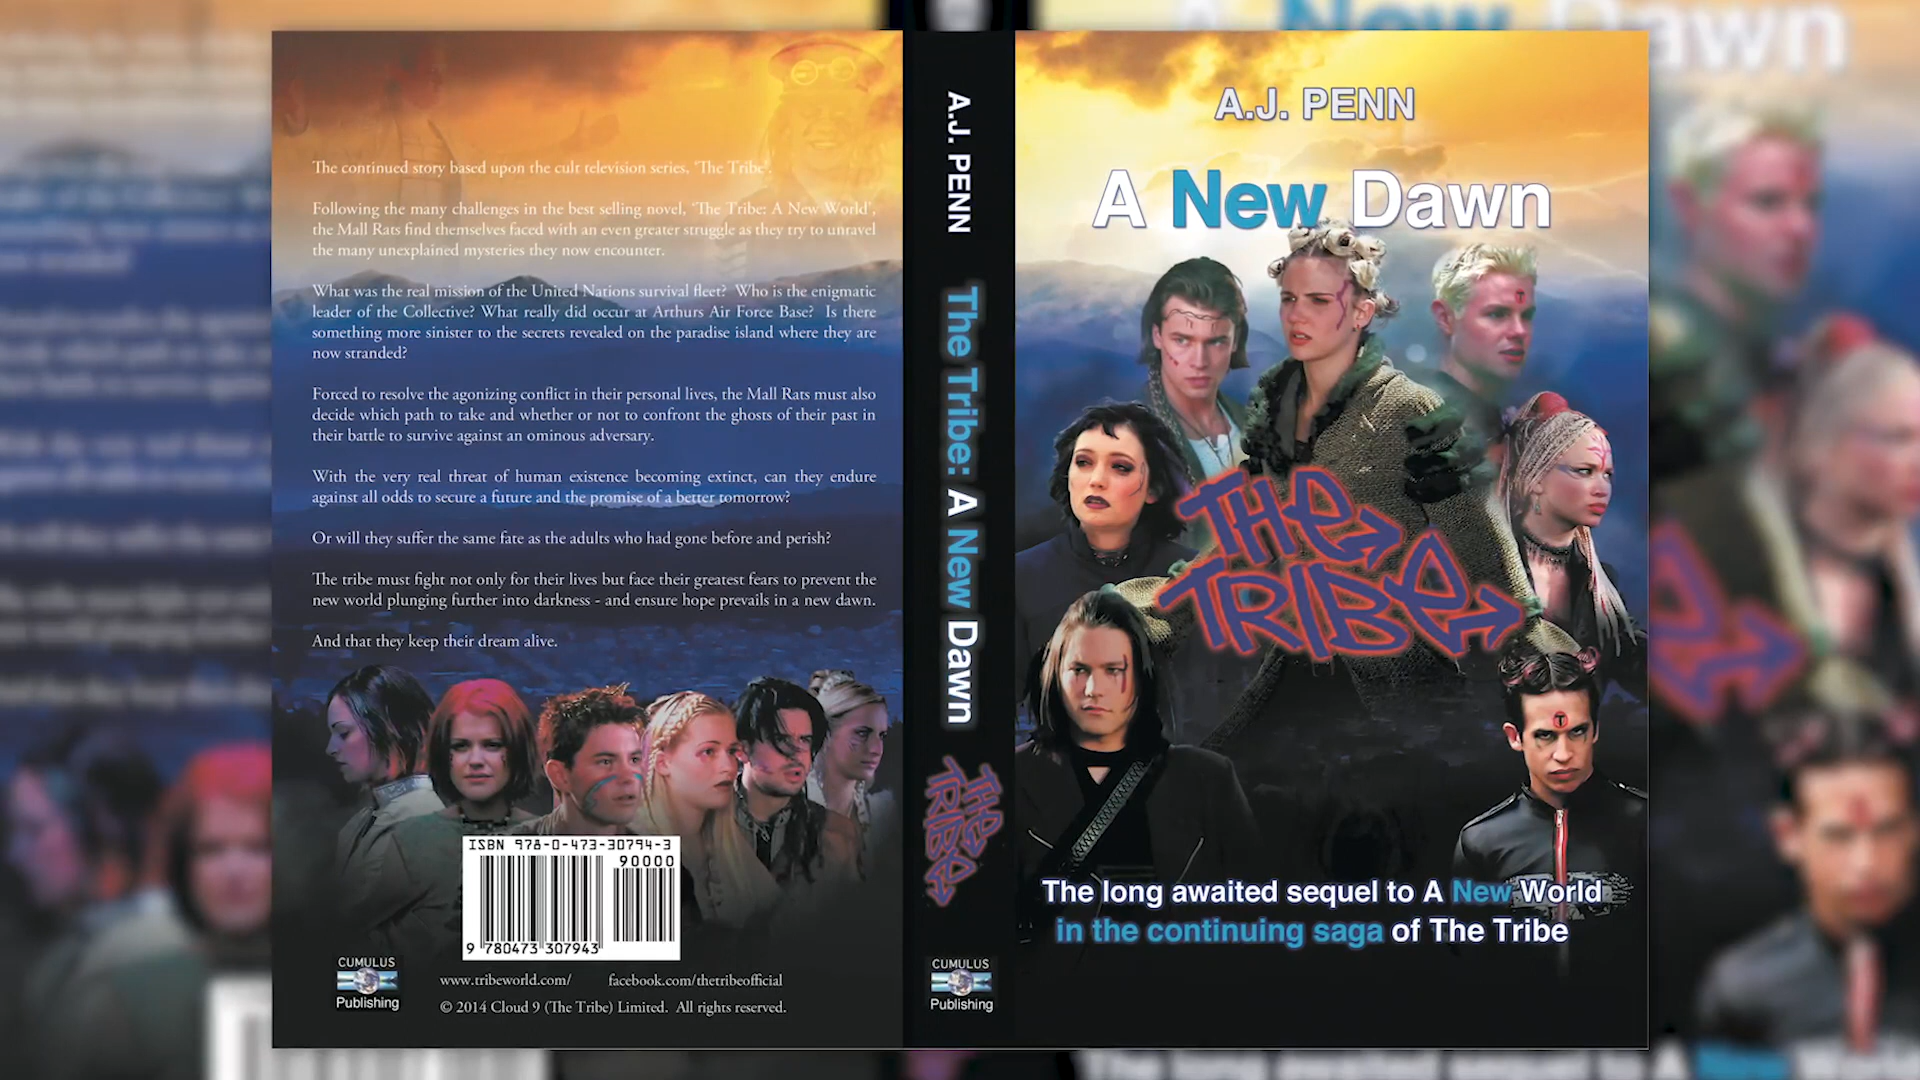 The continued story based upon the cult television series, 'The Tribe'.
Following the many challenges in the best selling novel, 'The Tribe: A New World',
the Mall Rats find themselves faced with an even greater struggle as they try to unravel
the many unexplained mysteries they now encounter.
What was the real mission of the United Nations survival fleet? Who is the enigmatic
leader of the Collective? What really did occur at Arthurs Air Force Base? Is there
something more sinister to the secrets revealed on the paradise island where they are
now stranded?
Forced to resolve the agonizing conflict in their personal lives, the Mall Rats must also
decide which path to take and whether or not to confront the ghosts of their past in
their battle to survive against an ominous adversary.
With the very real threat of human existence becoming extinct, can they endure
against all odds to secure a future and the promise of a better tomorrow?
Or will they suffer the same fate as the adults who had gone before and perish?
The tribe must fight not only for their lives but face their greatest fears to prevent the
new world plunging further into darkness - and ensure hope prevails in a new dawn.
And that they keep their dream alive.
ISBN 978-0-473-30794-3
90000
9 780473 307943
CUMULUS
Publishing
www.tribeworld.com/ facebook.com/thetribeofficial
© 2014 Cloud 9 (The Tribe) Limited. All rights reserved.
A.J. PENN
The Tribe: A New Dawn
THE
TRIBE
CUMULUS
Publishing
A.J. PENN
A New Dawn
THE
TRIBE
The long awaited sequel to A New World
in the continuing saga of The Tribe